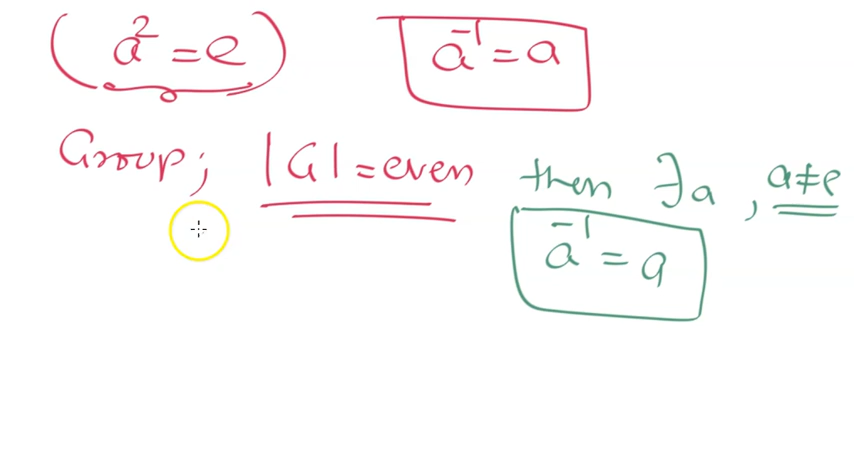 (a² = e) a⁻¹ = a
Group; |G| = even then ∃a, a≠e
a⁻¹ = a